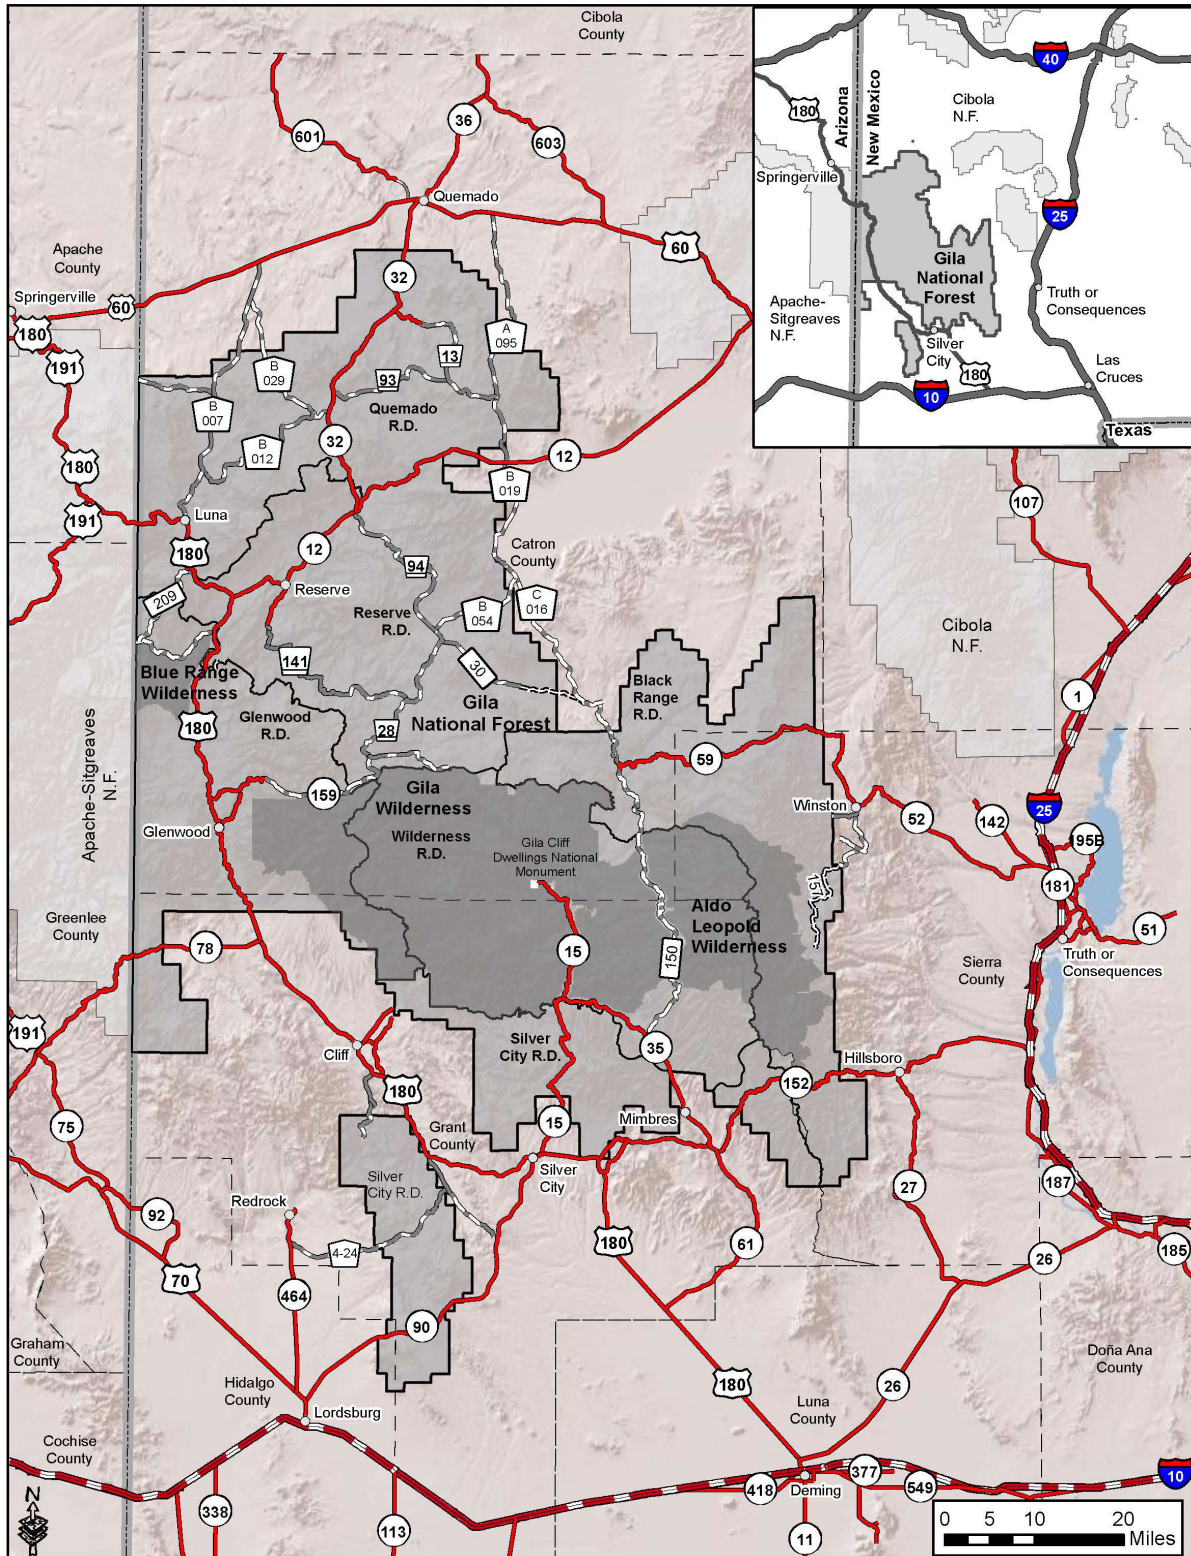 Cibola
County
40
180
Arizona
New Mexico
Cibola
N.F.
Springerville
25
Gila
National
Forest
Apache-
Sitgreaves
N.F.
Truth or
Consequences
Silver
City
180
Las
Cruces
10
Texas
601
36
603
Quemado
Apache
County
32
60
Springerville
60
180
191
A
095
13
B
029
93
B
007
Quemado
R.D.
32
B
012
12
180
B
019
107
191
Luna
180
12
Catron
County
94
Reserve
209
C
016
B
054
Reserve
R.D.
Cibola
N.F.
141
30
Blue Range
Wilderness
Black
Range
R.D.
1
Gila
National Forest
Glenwood
R.D.
180
28
59
Apache-Sitgreaves
N.F.
159
Gila
Wilderness
Winston
25
Glenwood
52
142
Wilderness
R.D.
Gila Cliff
Dwellings National
Monument
195B
157
181
Aldo
Leopold
Wilderness
Greenlee
County
51
78
15
150
Sierra
County
Truth or
Consequences
191
Silver
City R.D.
Cliff
35
Hillsboro
180
152
75
15
Mimbres
Grant
County
Silver
City
Silver
City R.D.
187
27
Redrock
92
180
61
185
4-24
26
70
464
90
Graham
County
Doña Ana
County
Hidalgo
County
180
26
Luna
County
Lordsburg
Cochise
County
377
10
418
Deming
549
N
338
113
11
0 5 10 20
Miles